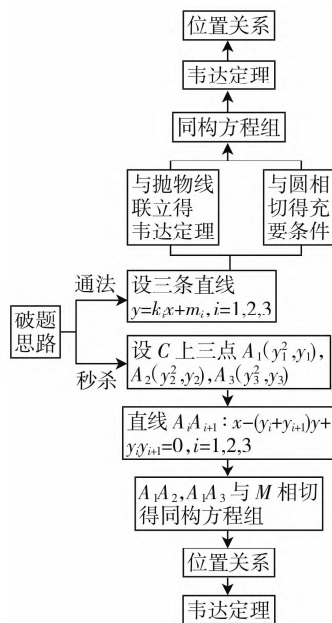 位置关系
韦达定理
同构方程组
与抛物线
联立得
韦达定理
与圆相
切得充
要条件
通法
设三条直线
y=kᵢx+mᵢ,i=1,2,3
破题
思路
秒杀
设C上三点A₁(y₁²,y₁),
A₂(y₂²,y₂),A₃(y₃²,y₃)
直线AᵢAᵢ₊₁:x-(yᵢ+yᵢ₊₁)y+
yᵢyᵢ₊₁=0,i=1,2,3
A₁A₂,A₁A₃与M相切
得同构方程组
位置关系
韦达定理